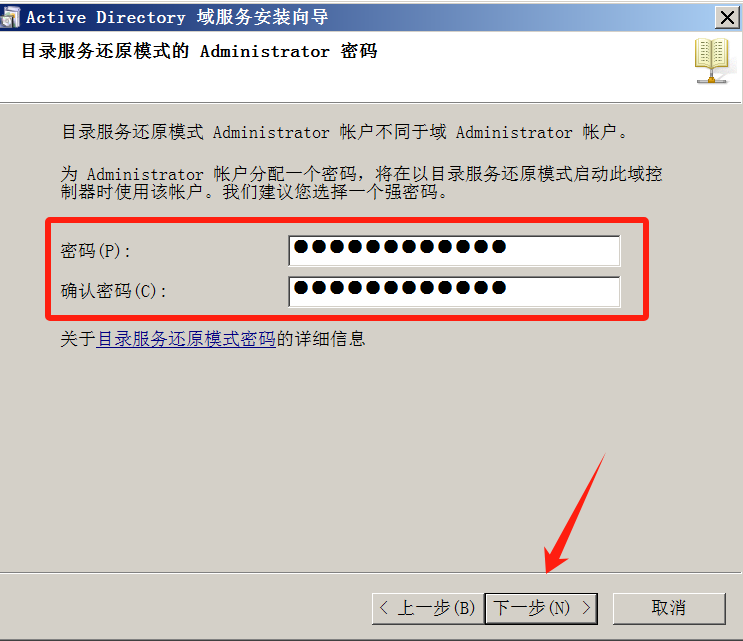 Active Directory 域服务安装向导
目录服务还原模式的 Administrator 密码
目录服务还原模式 Administrator 帐户不同于域 Administrator 帐户。
为 Administrator 帐户分配一个密码，将在以目录服务还原模式启动此域控
制器时使用该帐户。我们建议您选择一个强密码。
密码(P)： ●●●●●●●●●●●●
确认密码(C)： ●●●●●●●●●●●●
关于目录服务还原模式密码的详细信息
< 上一步(B) 下一步(N) > 取消